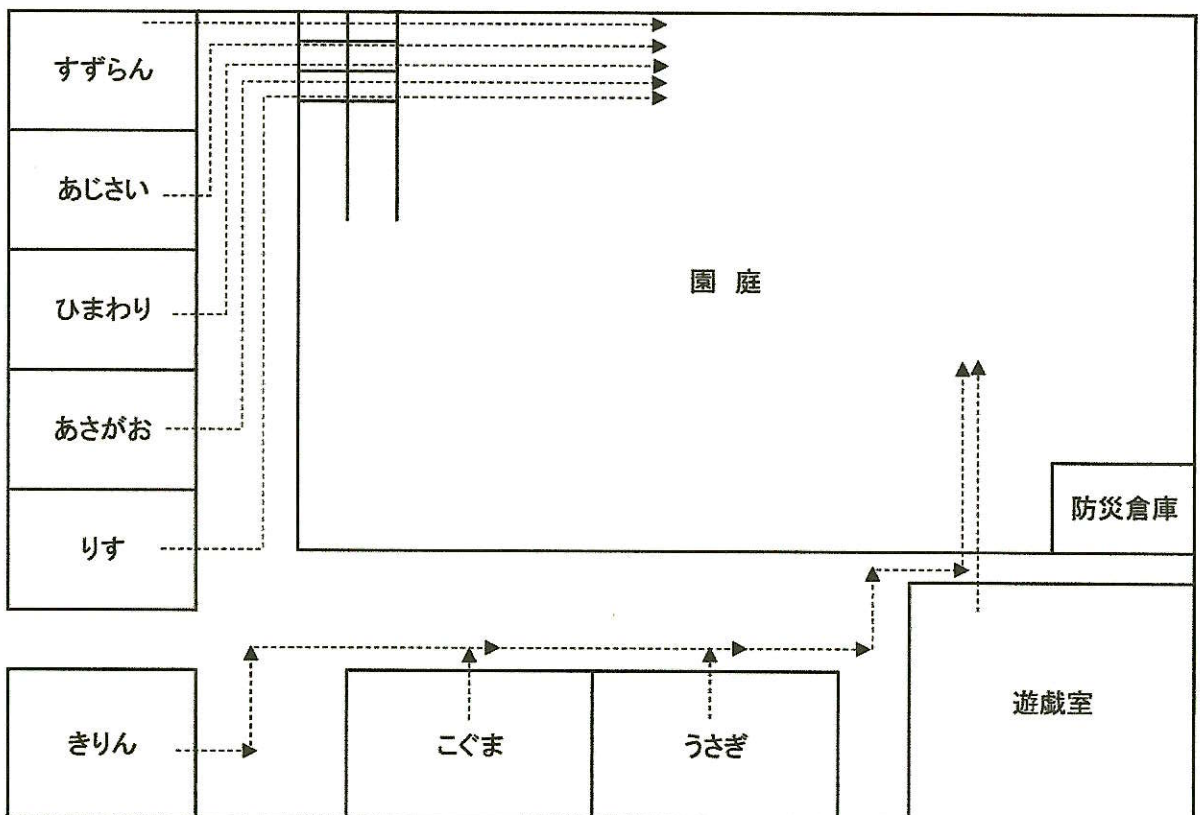 すずらん
あじさい
園 庭
ひまわり
あさがお
防災倉庫
りす
遊戯室
きりん
こぐま
うさぎ